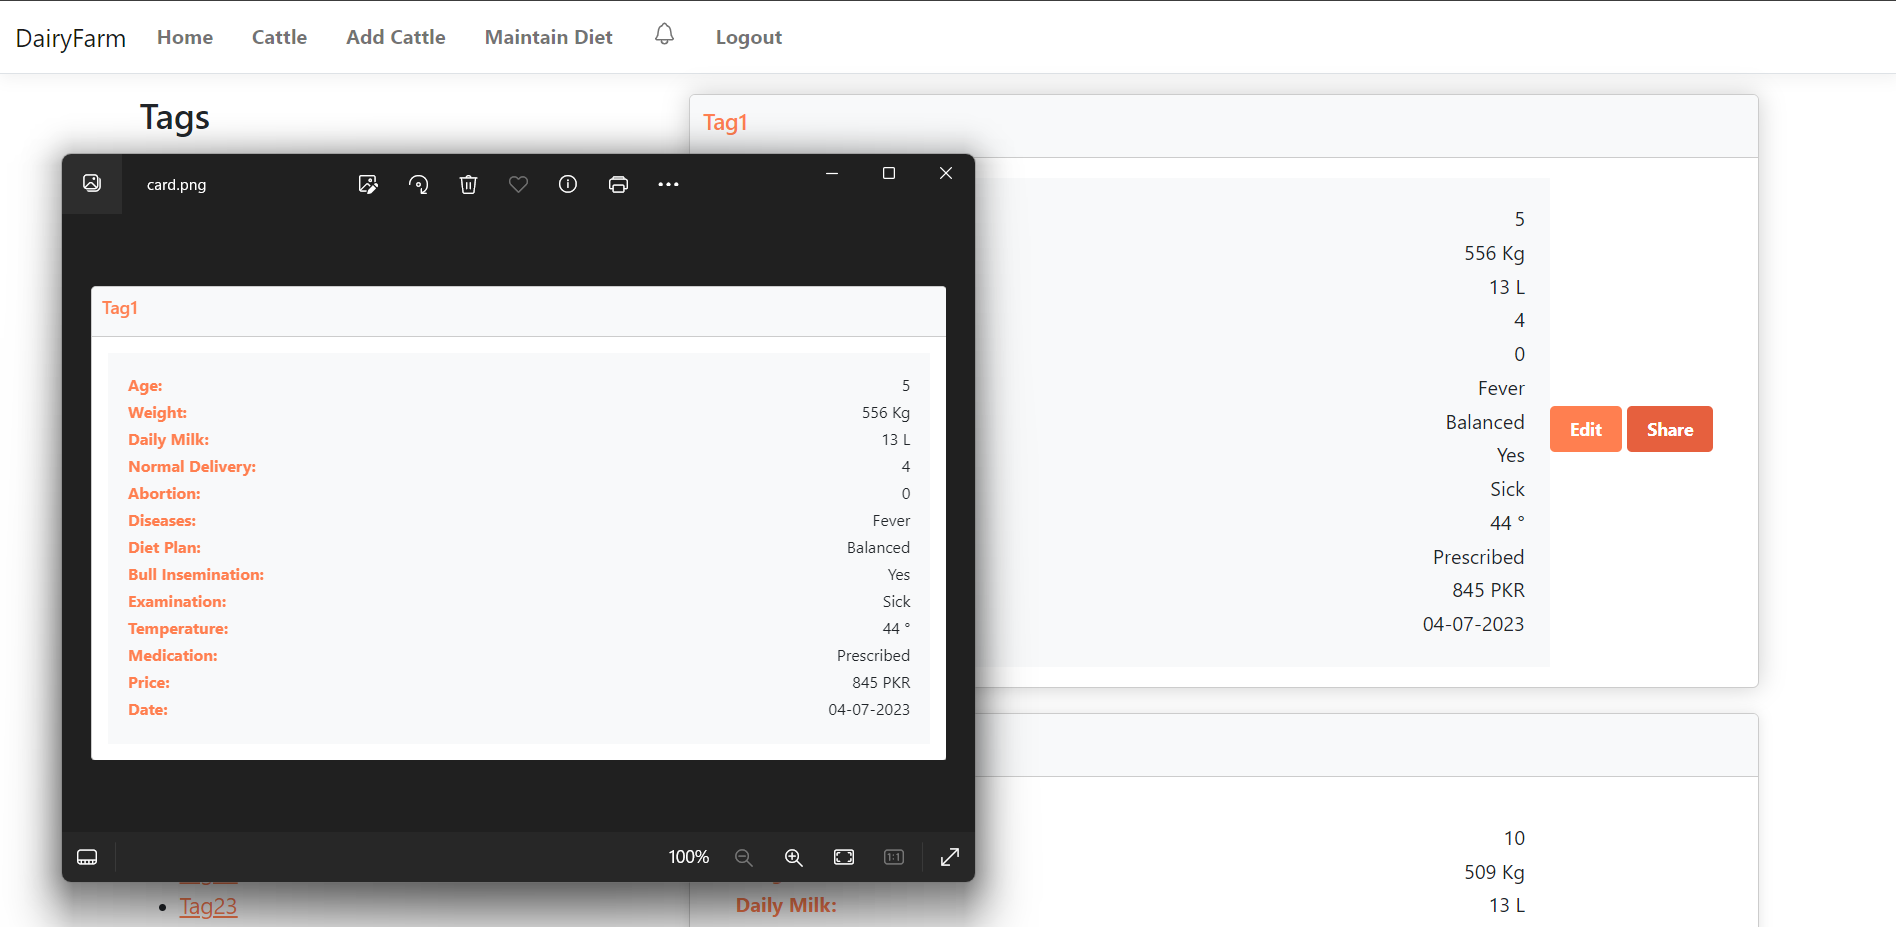 DairyFarm Home Cattle Add Cattle Maintain Diet Logout
Tags
card.png
Tag1
Age: 5
Weight: 556 Kg
Daily Milk: 13 L
Normal Delivery: 4
Abortion: 0
Diseases: Fever
Diet Plan: Balanced
Bull Insemination: Yes
Examination: Sick
Temperature: 44 °
Medication: Prescribed
Price: 845 PKR
Date: 04-07-2023
100%
1:1
Tag23
Tag1
5
556 Kg
13 L
4
0
Fever
Balanced
Yes
Sick
44 °
Prescribed
845 PKR
04-07-2023
Edit Share
10
509 Kg
Daily Milk: 13 L